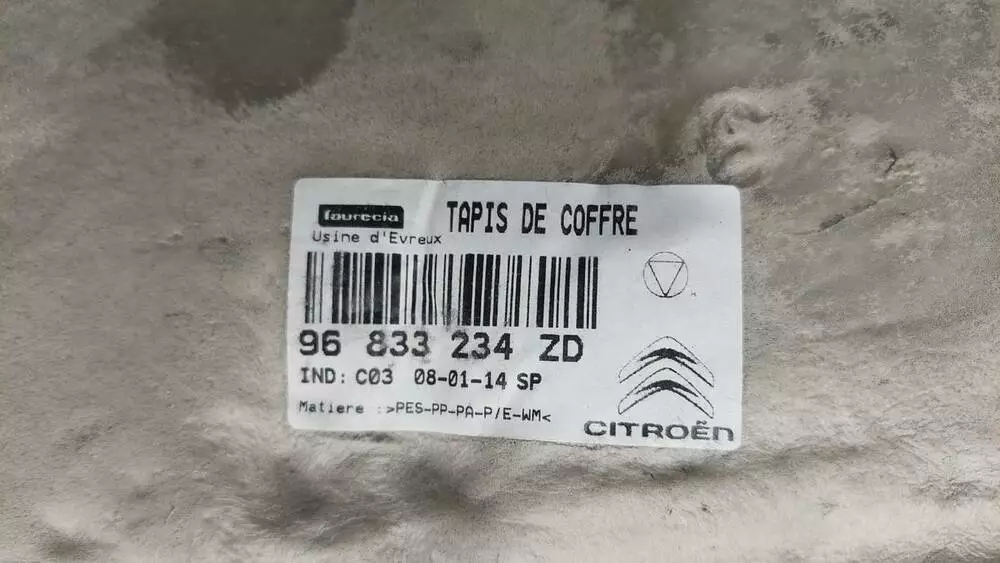 faurecia
TAPIS DE COFFRE
Usine d'Evreux
96 833 234 ZD
IND: C03 08-01-14 SP
Matiere :>PES-PP-PA-P/E-WM<
CITROËN